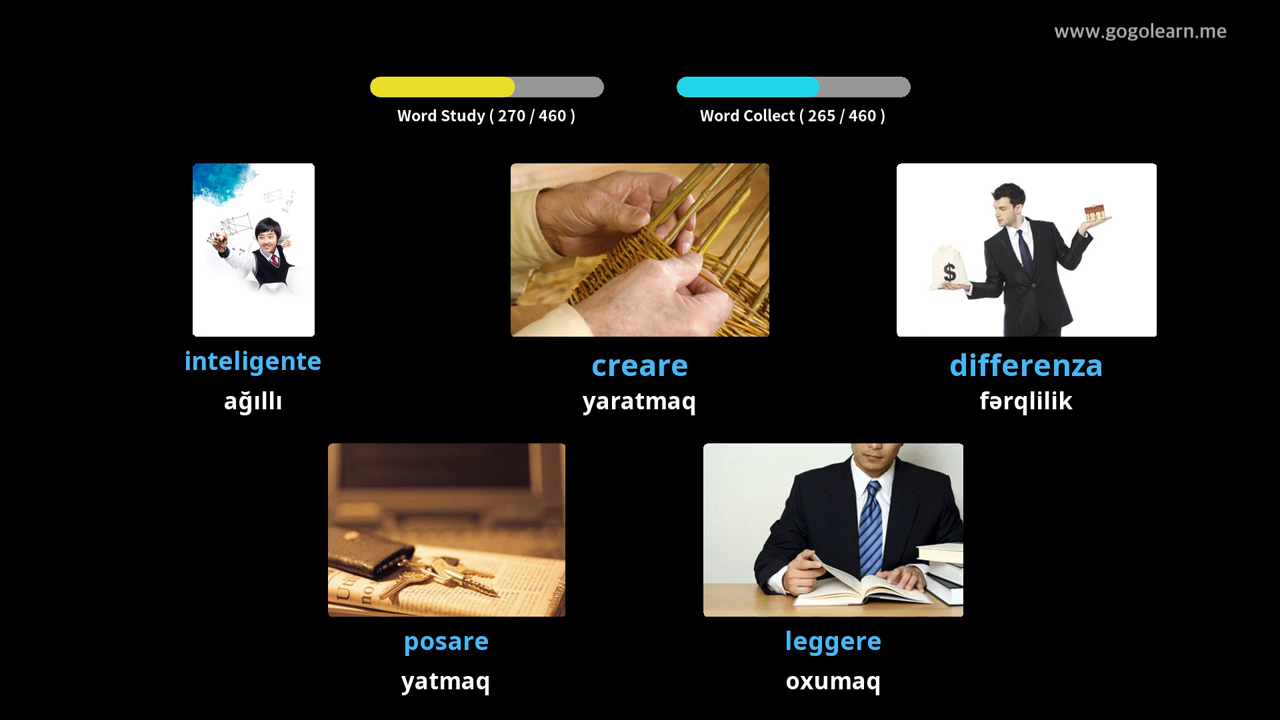 www.gogolearn.me
Word Study ( 270 / 460 )
Word Collect ( 265 / 460 )
inteligente
ağıllı
creare
yaratmaq
differenza
fərqlilik
posare
yatmaq
leggere
oxumaq